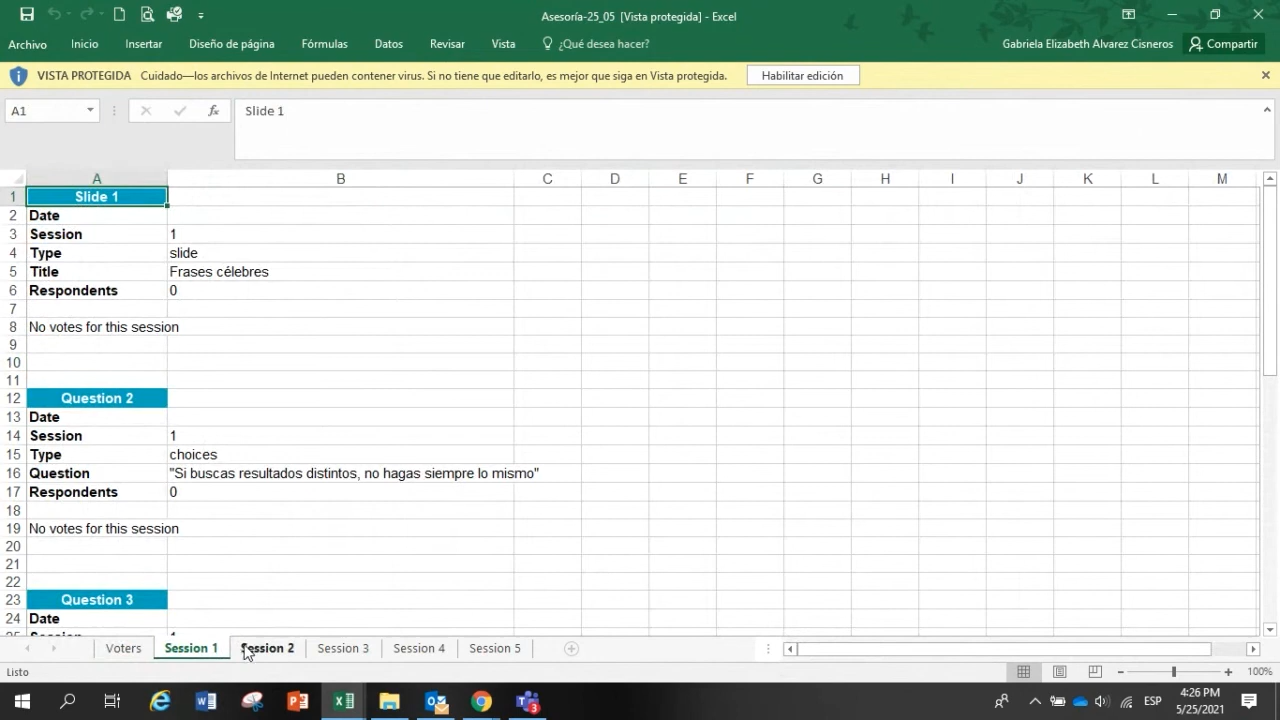 Asesoría-25_05 [Vista protegida] - Excel
Archivo Inicio Insertar Diseño de página Fórmulas Datos Revisar Vista ¿Qué desea hacer? Gabriela Elizabeth Alvarez Cisneros Compartir
VISTA PROTEGIDA Cuidado—los archivos de Internet pueden contener virus. Si no tiene que editarlo, es mejor que siga en Vista protegida. Habilitar edición
A1 fx Slide 1
A B C D E F G H I J K L M
1 Slide 1
2 Date
3 Session 1
4 Type slide
5 Title Frases célebres
6 Respondents 0
7
8 No votes for this session
9
10
11
12 Question 2
13 Date
14 Session 1
15 Type choices
16 Question "Si buscas resultados distintos, no hagas siempre lo mismo"
17 Respondents 0
18
19 No votes for this session
20
21
22
23 Question 3
24 Date
25 Session 1
Voters Session 1 Session 2 Session 3 Session 4 Session 5
Listo 100%
ESP 4:26 PM
5/25/2021